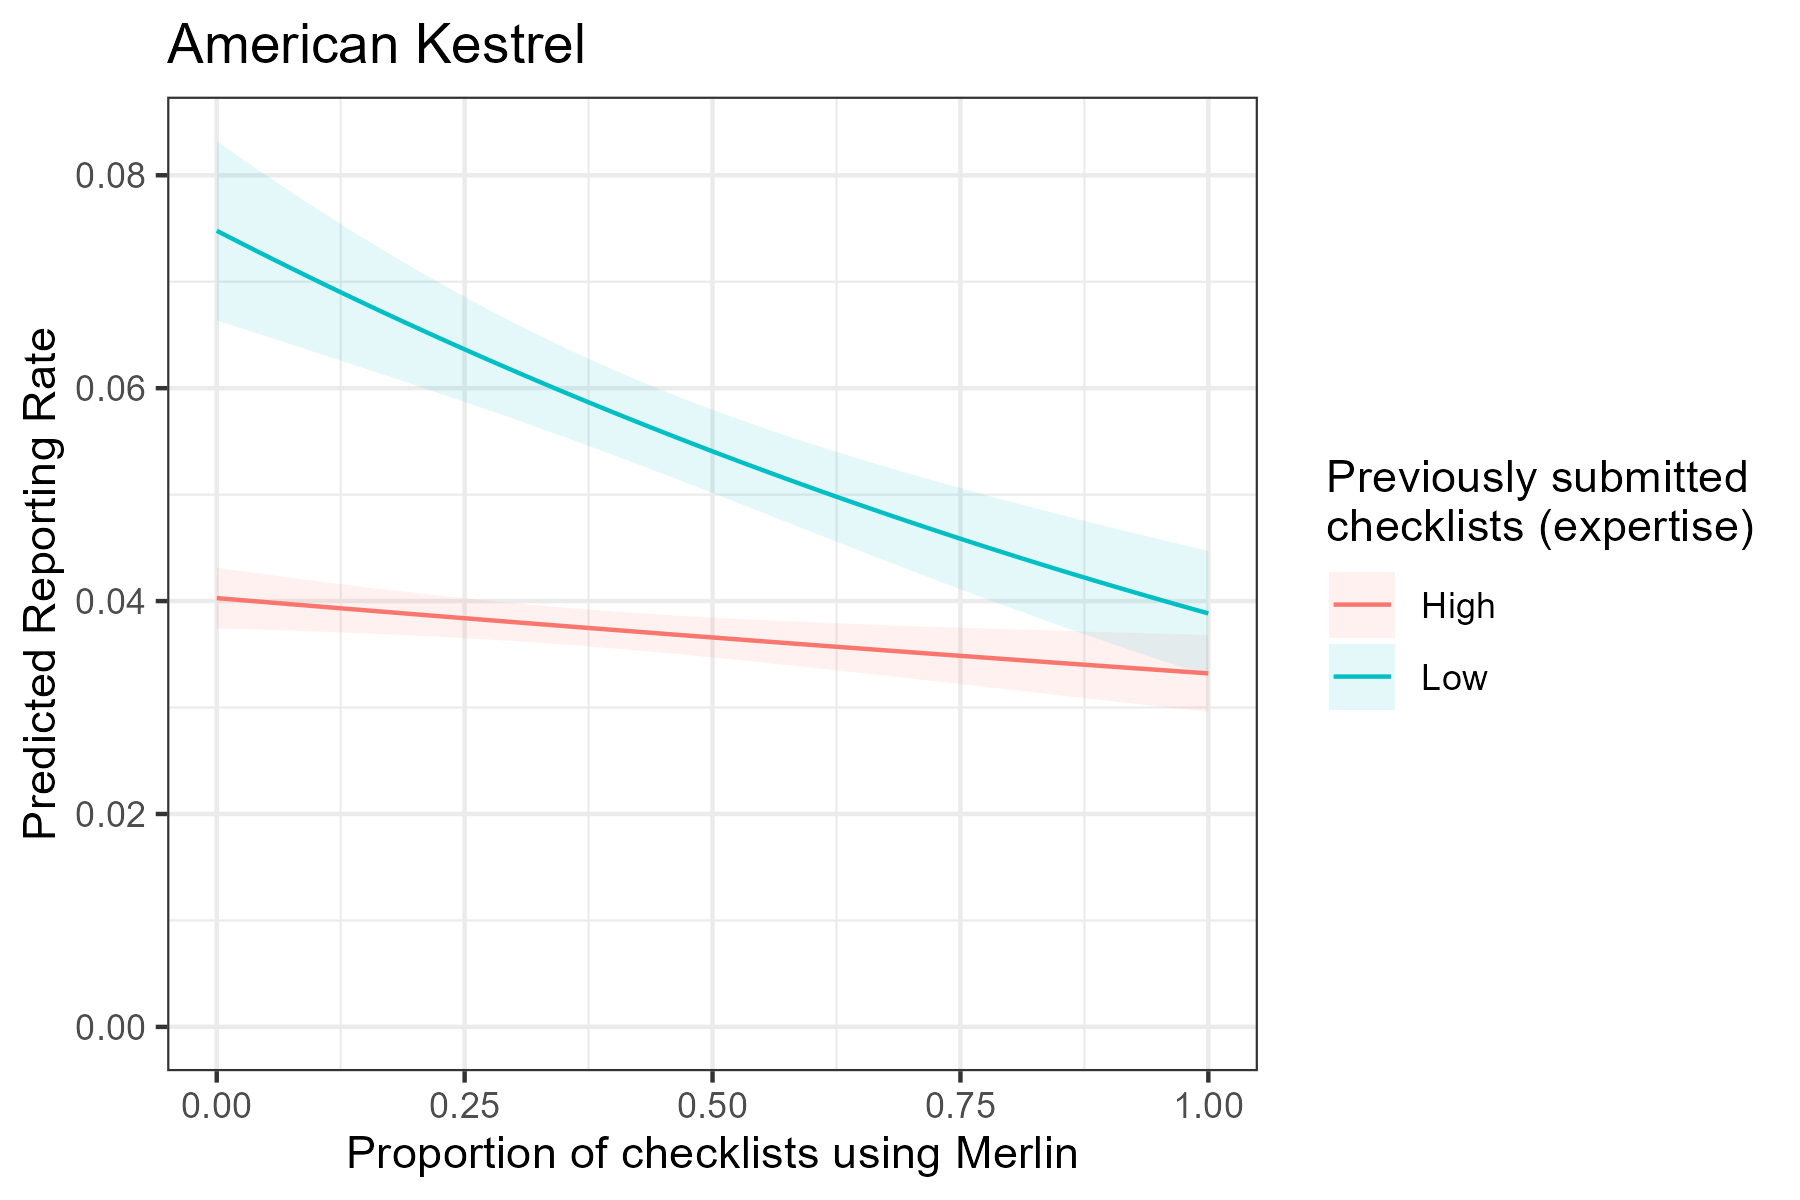 American Kestrel
Predicted Reporting Rate
0.08
0.06
0.04
0.02
0.00
0.00 0.25 0.50 0.75 1.00
Proportion of checklists using Merlin
Previously submitted
checklists (expertise)
High
Low